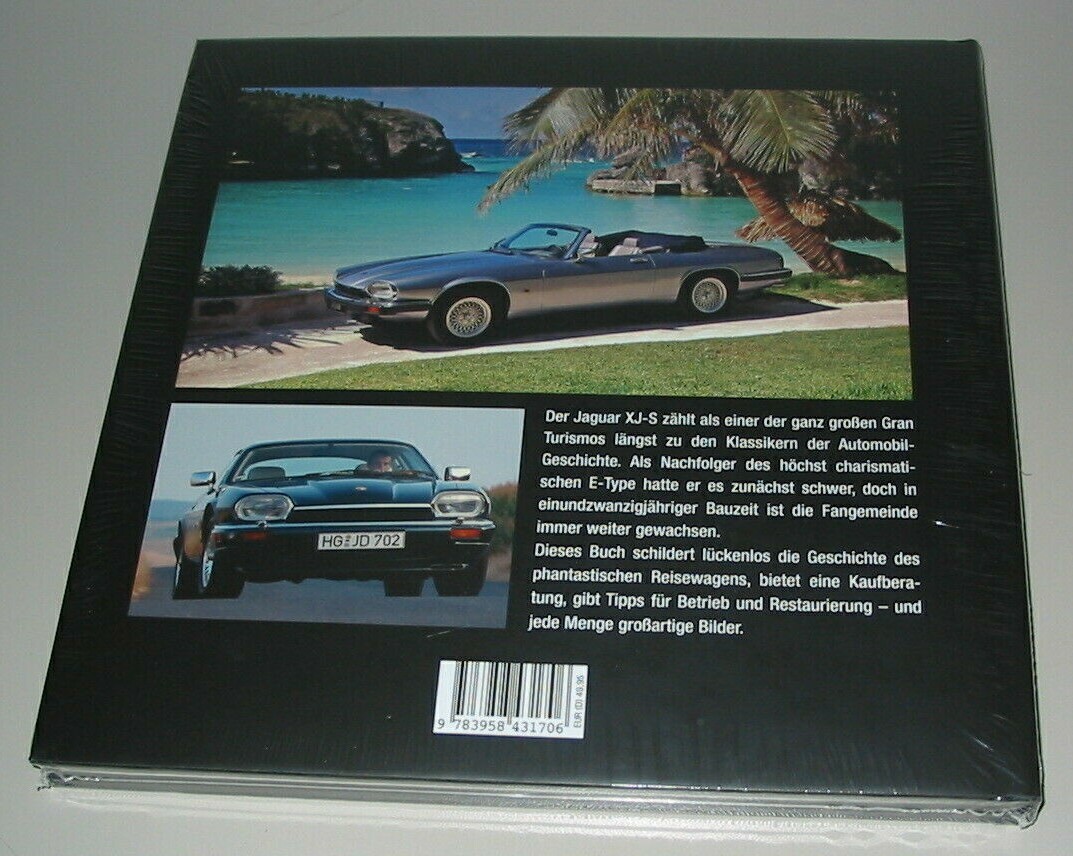 Der Jaguar XJ-S zählt als einer der ganz großen Gran
Turismos längst zu den Klassikern der Automobil-
Geschichte. Als Nachfolger des höchst charismati-
schen E-Type hatte er es zunächst schwer, doch in
einundzwanzigjähriger Bauzeit ist die Fangemeinde
immer weiter gewachsen.
Dieses Buch schildert lückenlos die Geschichte des
phantastischen Reisewagens, bietet eine Kaufbera-
tung, gibt Tipps für Betrieb und Restaurierung – und
jede Menge großartige Bilder.
HG JD 702
9 783958 431706
EUR (D) 49,95